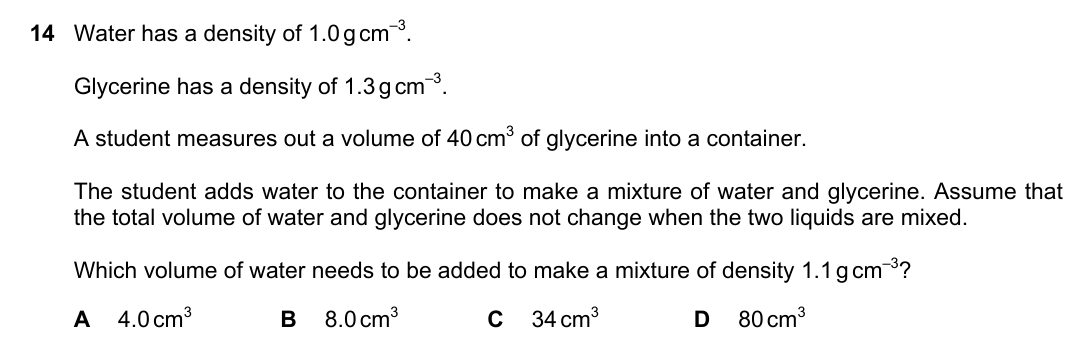 14 Water has a density of 1.0 g cm⁻³.
Glycerine has a density of 1.3 g cm⁻³.
A student measures out a volume of 40 cm³ of glycerine into a container.
The student adds water to the container to make a mixture of water and glycerine. Assume that
the total volume of water and glycerine does not change when the two liquids are mixed.
Which volume of water needs to be added to make a mixture of density 1.1 g cm⁻³?
A 4.0 cm³ B 8.0 cm³ C 34 cm³ D 80 cm³